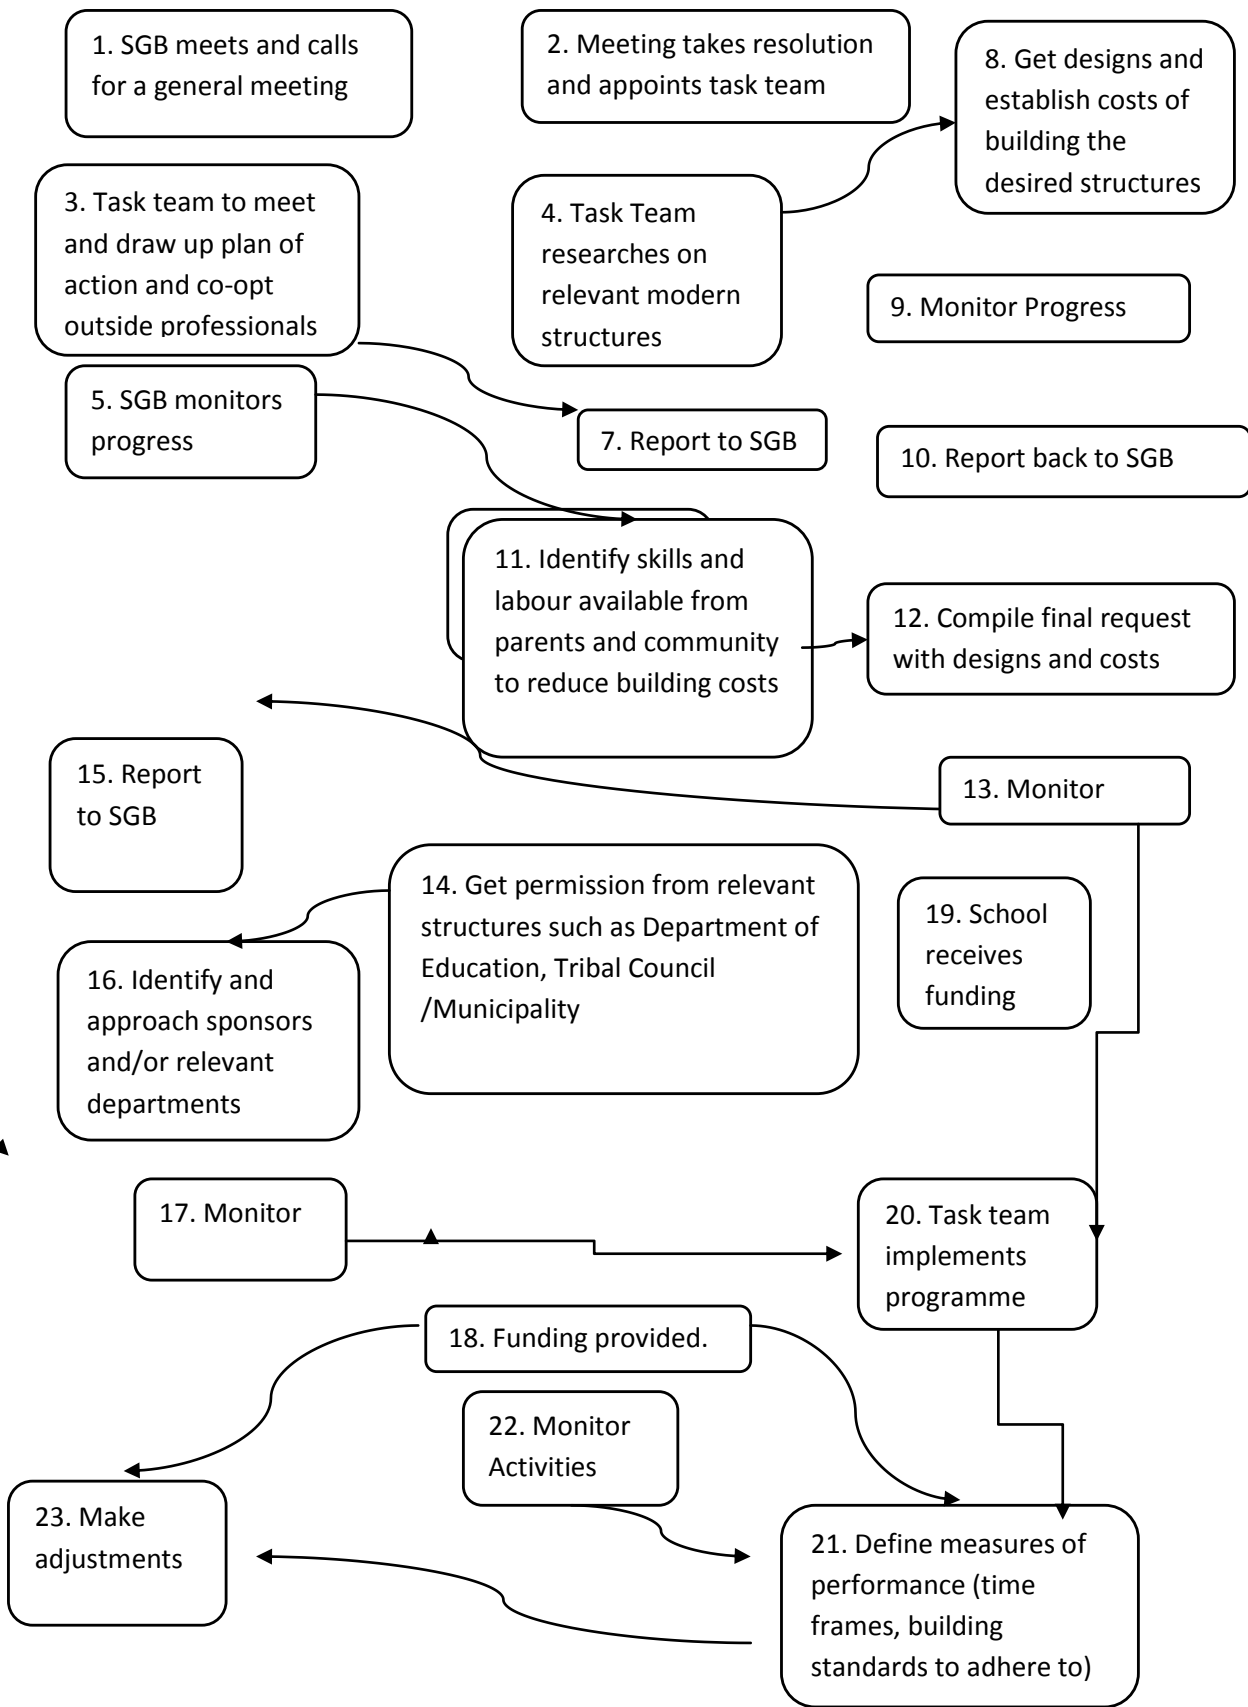 1. SGB meets and calls
for a general meeting
2. Meeting takes resolution
and appoints task team
8. Get designs and
establish costs of
building the
desired structures
3. Task team to meet
and draw up plan of
action and co-opt
outside professionals
4. Task Team
researches on
relevant modern
structures
9. Monitor Progress
5. SGB monitors
progress
7. Report to SGB
10. Report back to SGB
11. Identify skills and
labour available from
parents and community
to reduce building costs
12. Compile final request
with designs and costs
15. Report
to SGB
13. Monitor
14. Get permission from relevant
structures such as Department of
Education, Tribal Council
/Municipality
19. School
receives
funding
16. Identify and
approach sponsors
and/or relevant
departments
17. Monitor
20. Task team
implements
programme
18. Funding provided.
22. Monitor
Activities
23. Make
adjustments
21. Define measures of
performance (time
frames, building
standards to adhere to)